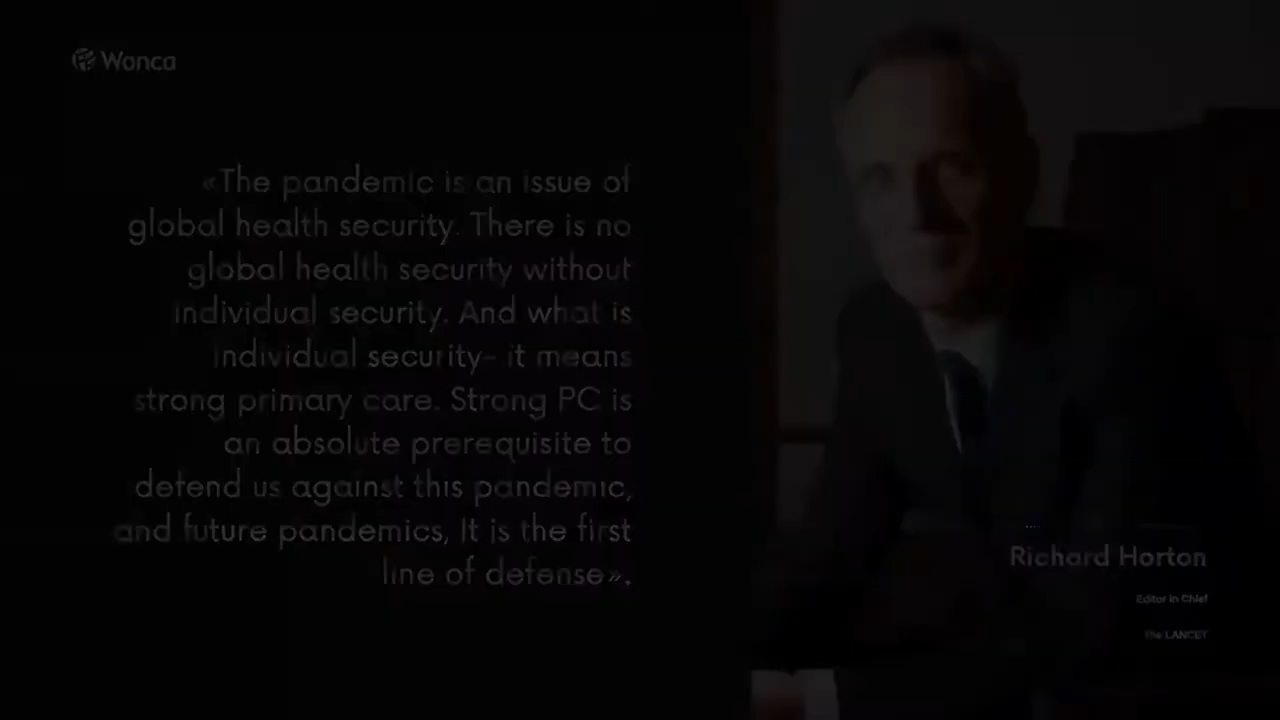 Wonca
«The pandemic is an issue of
global health security. There is no
global health security without
individual security. And what is
individual security- it means
strong primary care. Strong PC is
an absolute prerequisite to
defend us against this pandemic,
and future pandemics, It is the first
line of defense».
Richard Horton
Editor in Chief
The LANCET